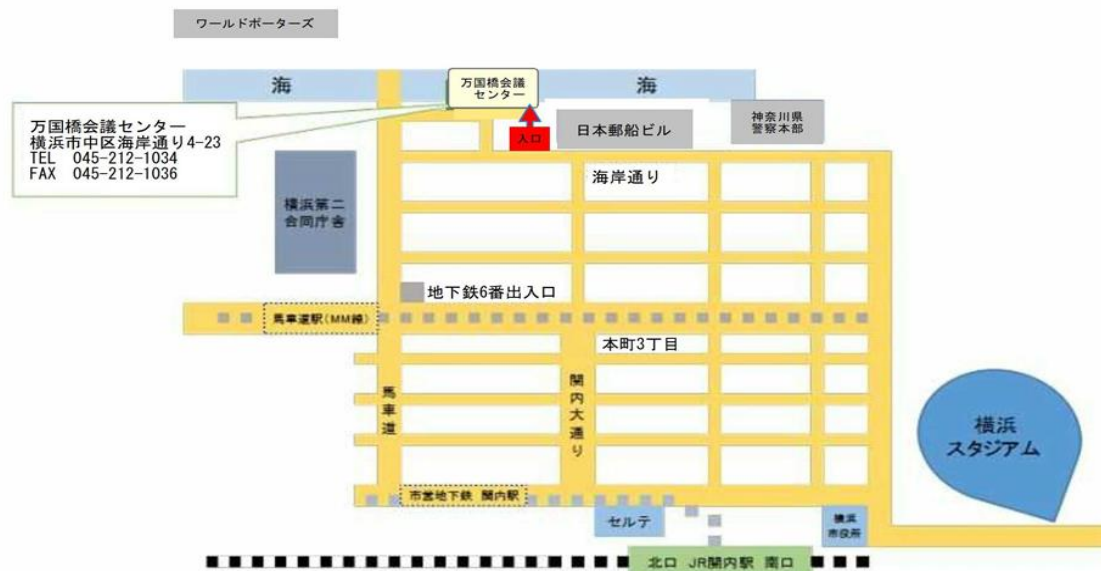 ワールドポーターズ
海
万国橋会議
センター
海
万国橋会議センター
横浜市中区海岸通り4-23
TEL 045-212-1034
FAX 045-212-1036
入口
日本郵船ビル
神奈川県
警察本部
海岸通り
横浜第二
合同庁舎
地下鉄6番出入口
馬車道駅(MM線)
本町3丁目
馬車道
関内大通り
横浜
スタジアム
市営地下鉄 関内駅
セルテ
横浜
市役所
北口 JR関内駅 南口